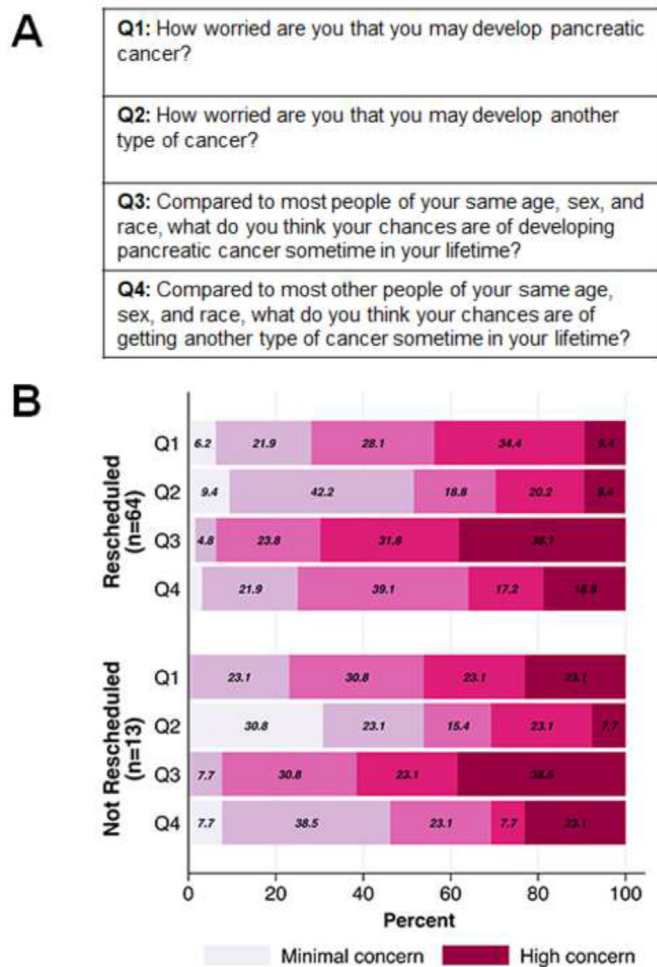 A
Q1: How worried are you that you may develop pancreatic
cancer?
Q2: How worried are you that you may develop another
type of cancer?
Q3: Compared to most people of your same age, sex, and
race, what do you think your chances are of developing
pancreatic cancer sometime in your lifetime?
Q4: Compared to most other people of your same age,
sex, and race, what do you think your chances are of
getting another type of cancer sometime in your lifetime?
B
Rescheduled
(n=64)
Q1 6.2 21.9 28.1 34.4 9.4
Q2 9.4 42.2 18.8 20.2 9.4
Q3 4.8 23.8 31.8 38.1
Q4 21.9 39.1 17.2 18.8
Not Rescheduled
(n=13)
Q1 23.1 30.8 23.1 23.1
Q2 30.8 23.1 15.4 23.1 7.7
Q3 7.7 30.8 23.1 38.5
Q4 7.7 38.5 23.1 7.7 23.1
0 20 40 60 80 100
Percent
Minimal concern High concern